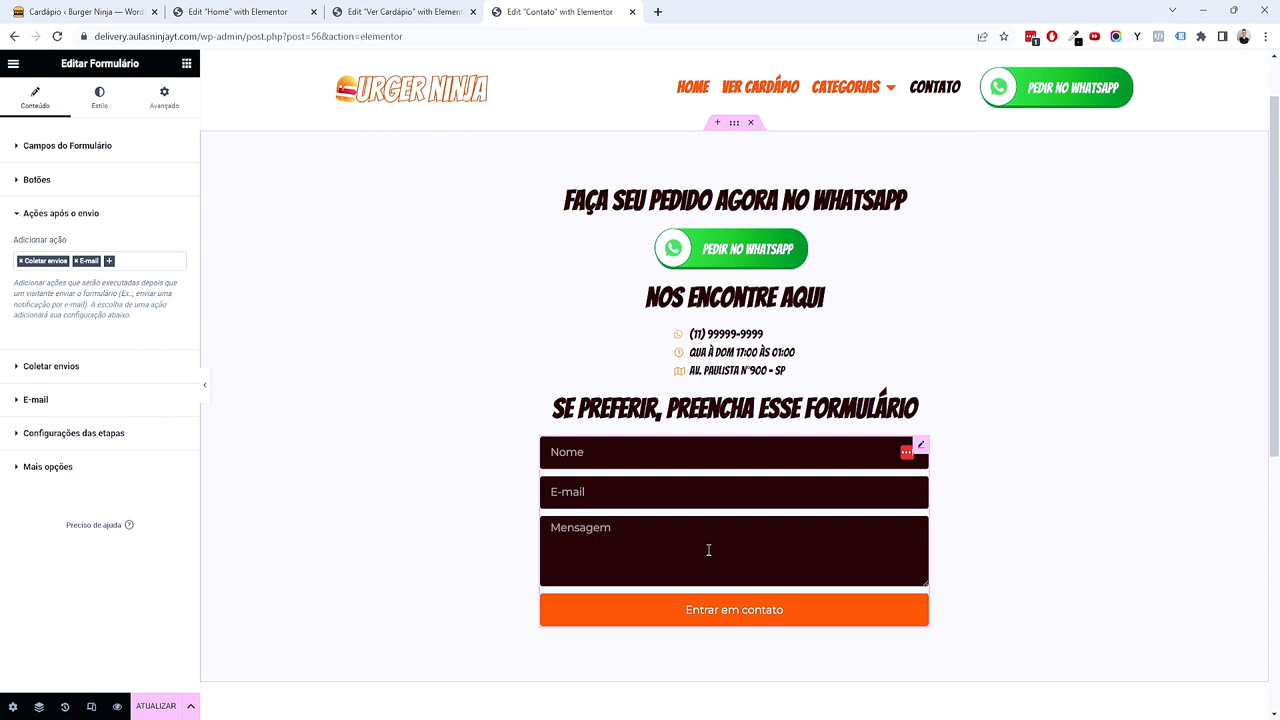 Cardápio ‹ Burger Ninja — Word
Edit "Home" with Elementor
Edit "Ver Cardápio" with Element
Edit "Contato" with Elementor
delivery.aulasninjayt.com/wp-admin/post.php?post=56&action=elementor
Editar Formulário
Conteúdo
Estilo
Avançado
Campos do Formulário
Botões
Ações após o envio
Adicionar ação
× Coletar envios × E-mail +
Adicionar ações que serão executadas depois que
um visitante enviar o formulário (Ex.., enviar uma
notificação por e-mail). A escolha de uma ação
adicionará sua configuração abaixo.
Coletar envios
E-mail
Configurações das etapas
Mais opções
Preciso de ajuda
ATUALIZAR
URGER NINJA
HOME
VER CARDÁPIO
CATEGORIAS
CONTATO
PEDIR NO WHATSAPP
FAÇA SEU PEDIDO AGORA NO WHATSAPP
PEDIR NO WHATSAPP
NOS ENCONTRE AQUI
(11) 99999-9999
QUA À DOM 17:00 ÀS 01:00
AV. PAULISTA N°900 - SP
SE PREFERIR, PREENCHA ESSE FORMULÁRIO
Nome
E-mail
Mensagem
Entrar em contato